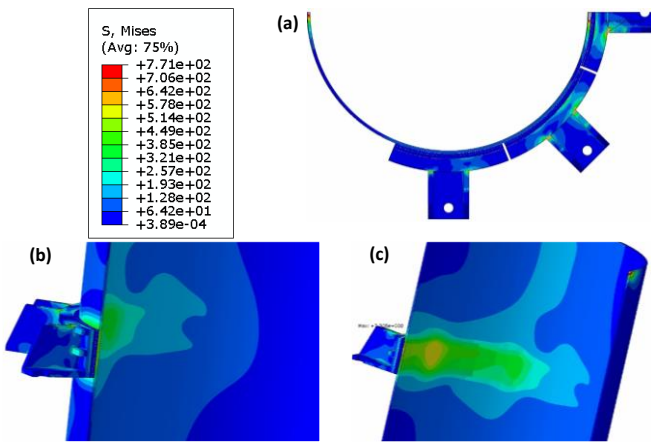 S, Mises
(Avg: 75%)
+7.71e+02
+7.06e+02
+6.42e+02
+5.78e+02
+5.14e+02
+4.49e+02
+3.85e+02
+3.21e+02
+2.57e+02
+1.93e+02
+1.28e+02
+6.42e+01
+3.89e-04
(a)
(b)
(c)